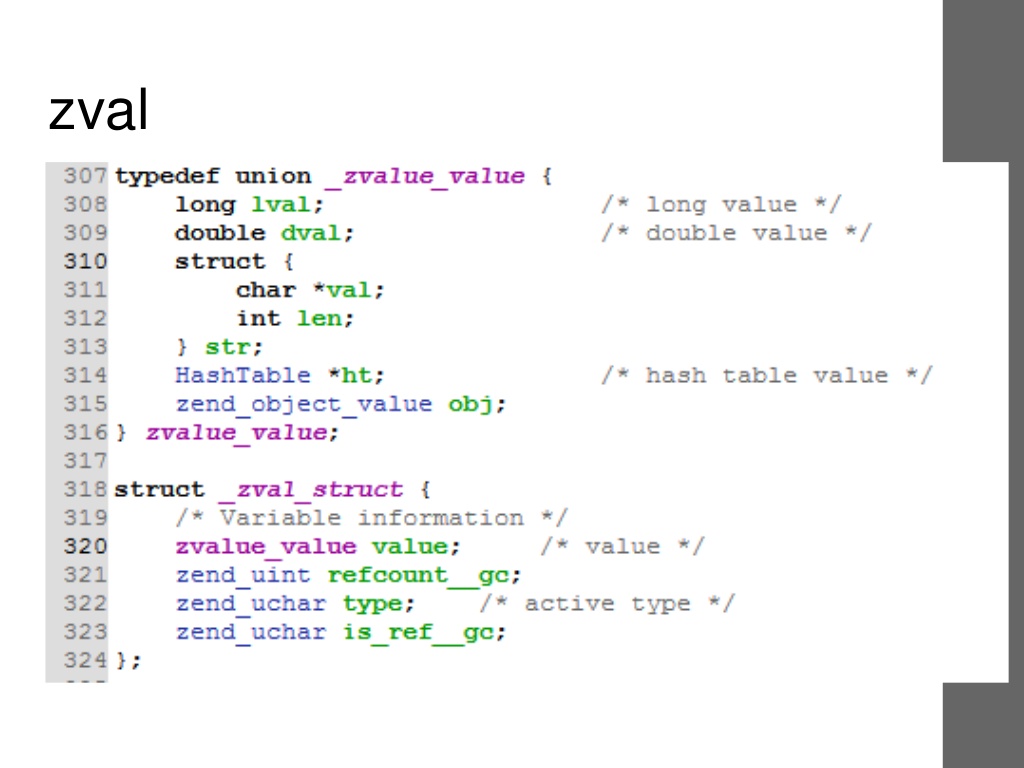 zval
307 typedef union _zvalue_value {
308     long lval;                  /* long value */
309     double dval;                /* double value */
310     struct {
311         char *val;
312         int len;
313     } str;
314     HashTable *ht;              /* hash table value */
315     zend_object_value obj;
316 } zvalue_value;
317
318 struct _zval_struct {
319     /* Variable information */
320     zvalue_value value;     /* value */
321     zend_uint refcount__gc;
322     zend_uchar type;    /* active type */
323     zend_uchar is_ref__gc;
324 };